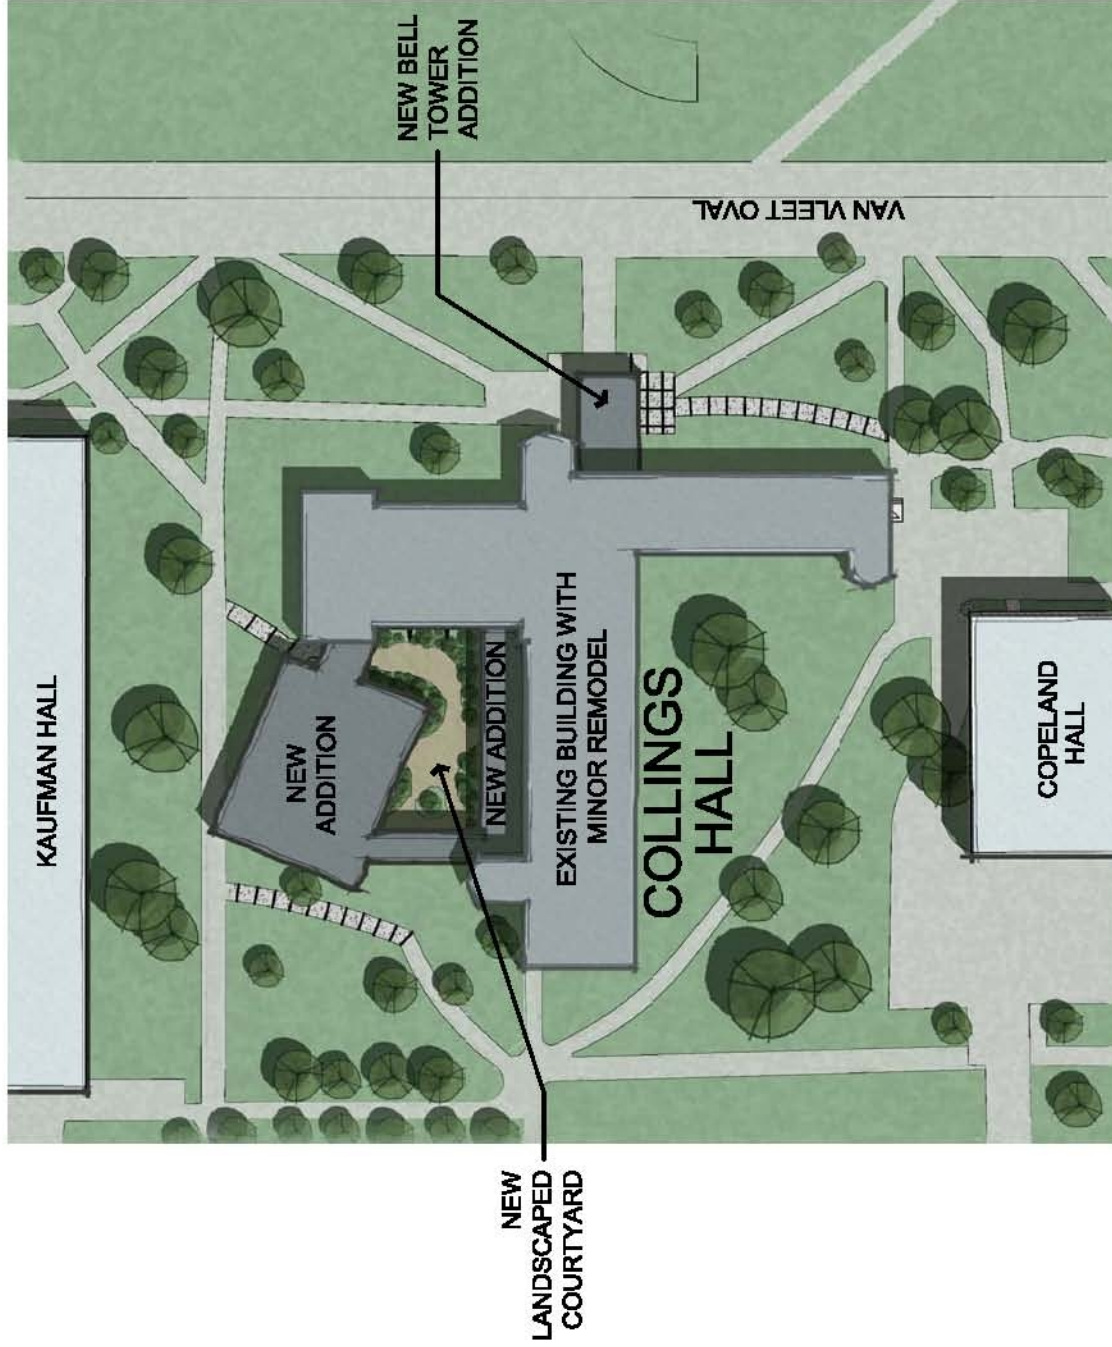 KAUFMAN HALL
NEW BELL
TOWER
ADDITION
VAN VLEET OVAL
NEW
ADDITION
NEW ADDITION
EXISTING BUILDING WITH
MINOR REMODEL
COLLINGS
HALL
COPELAND
HALL
NEW
LANDSCAPED
COURTYARD